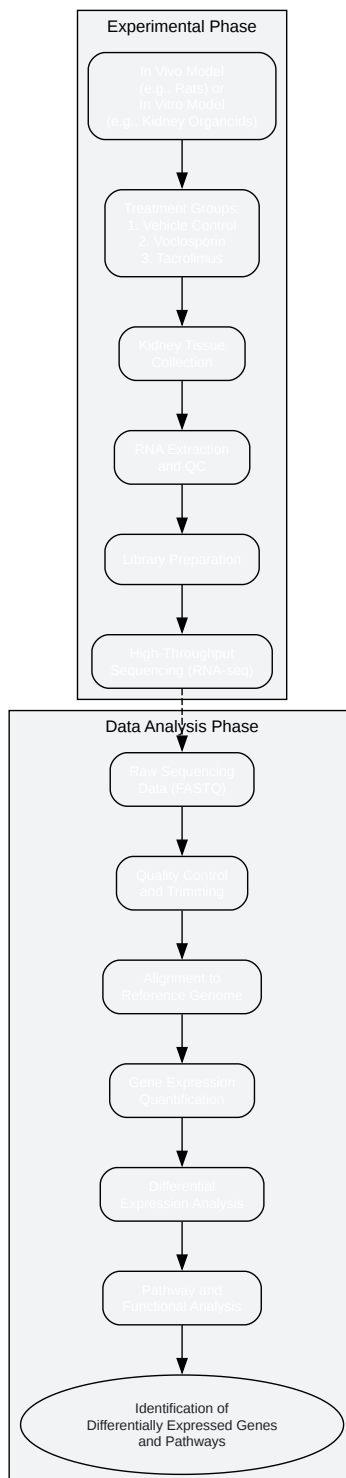 Experimental Phase
In Vivo Model
(e.g., Rats) or
In Vitro Model
(e.g., Kidney Organoids)
Treatment Groups:
1. Vehicle Control
2. Voclosporin
3. Tacrolimus
Kidney Tissue
Collection
RNA Extraction
and QC
Library Preparation
High-Throughput
Sequencing (RNA-seq)
Data Analysis Phase
Raw Sequencing
Data (FASTQ)
Quality Control
and Trimming
Alignment to
Reference Genome
Gene Expression
Quantification
Differential
Expression Analysis
Pathway and
Functional Analysis
Identification of
Differentially Expressed Genes
and Pathways